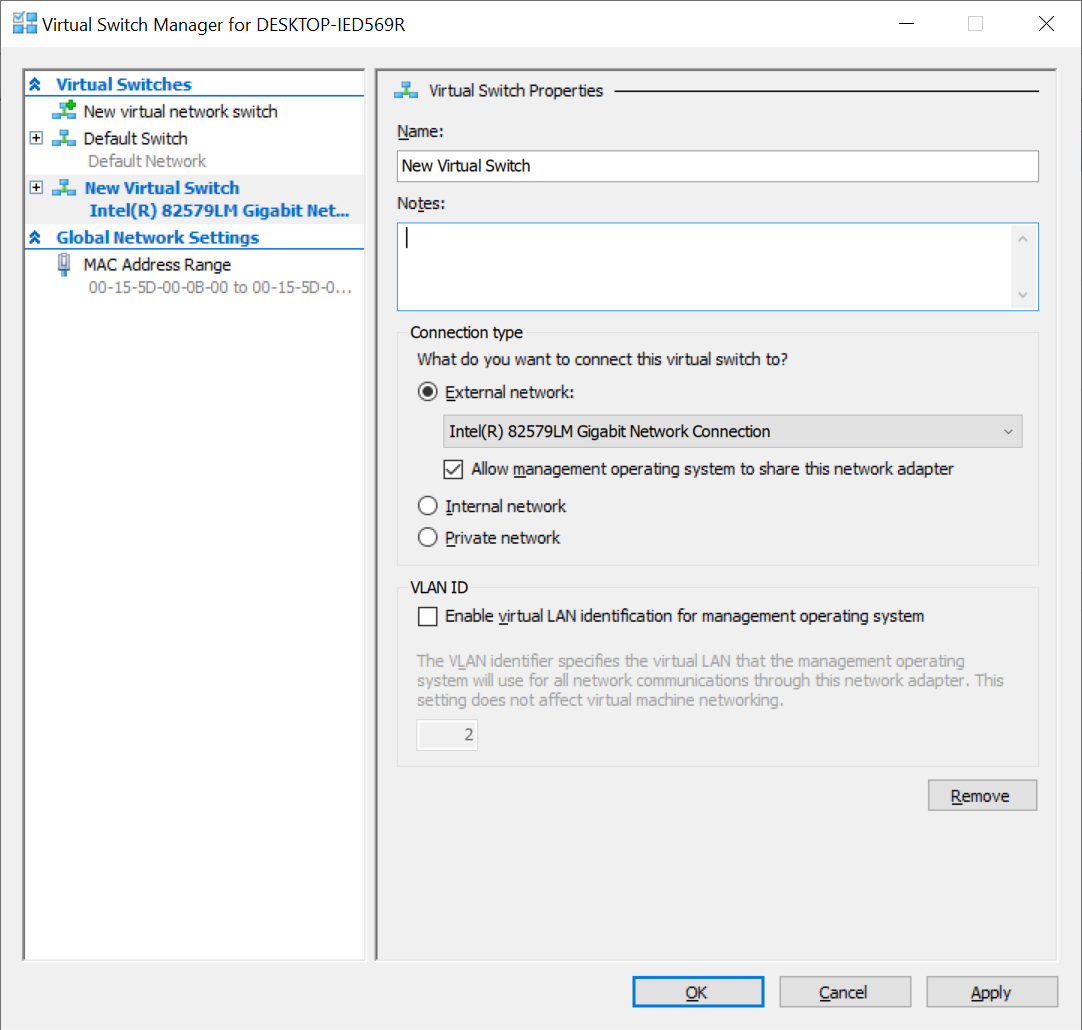 Virtual Switch Manager for DESKTOP-IED569R
Virtual Switches
New virtual network switch
Default Switch
Default Network
New Virtual Switch
Intel(R) 82579LM Gigabit Net...
Global Network Settings
MAC Address Range
00-15-5D-00-0B-00 to 00-15-5D-0...
Virtual Switch Properties
Name:
New Virtual Switch
Notes:
Connection type
What do you want to connect this virtual switch to?
External network:
Intel(R) 82579LM Gigabit Network Connection
Allow management operating system to share this network adapter
Internal network
Private network
VLAN ID
Enable virtual LAN identification for management operating system
The VLAN identifier specifies the virtual LAN that the management operating
system will use for all network communications through this network adapter. This
setting does not affect virtual machine networking.
2
Remove
OK
Cancel
Apply